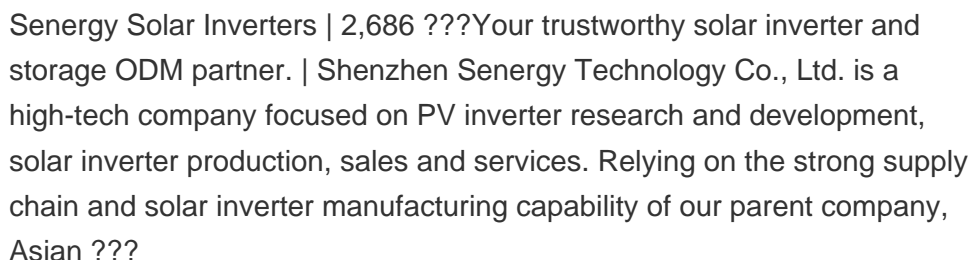 Senergy Solar Inverters | 2,686 ???Your trustworthy solar inverter and
storage ODM partner. | Shenzhen Senergy Technology Co., Ltd. is a
high-tech company focused on PV inverter research and development,
solar inverter production, sales and services. Relying on the strong supply
chain and solar inverter manufacturing capability of our parent company,
Asian ???